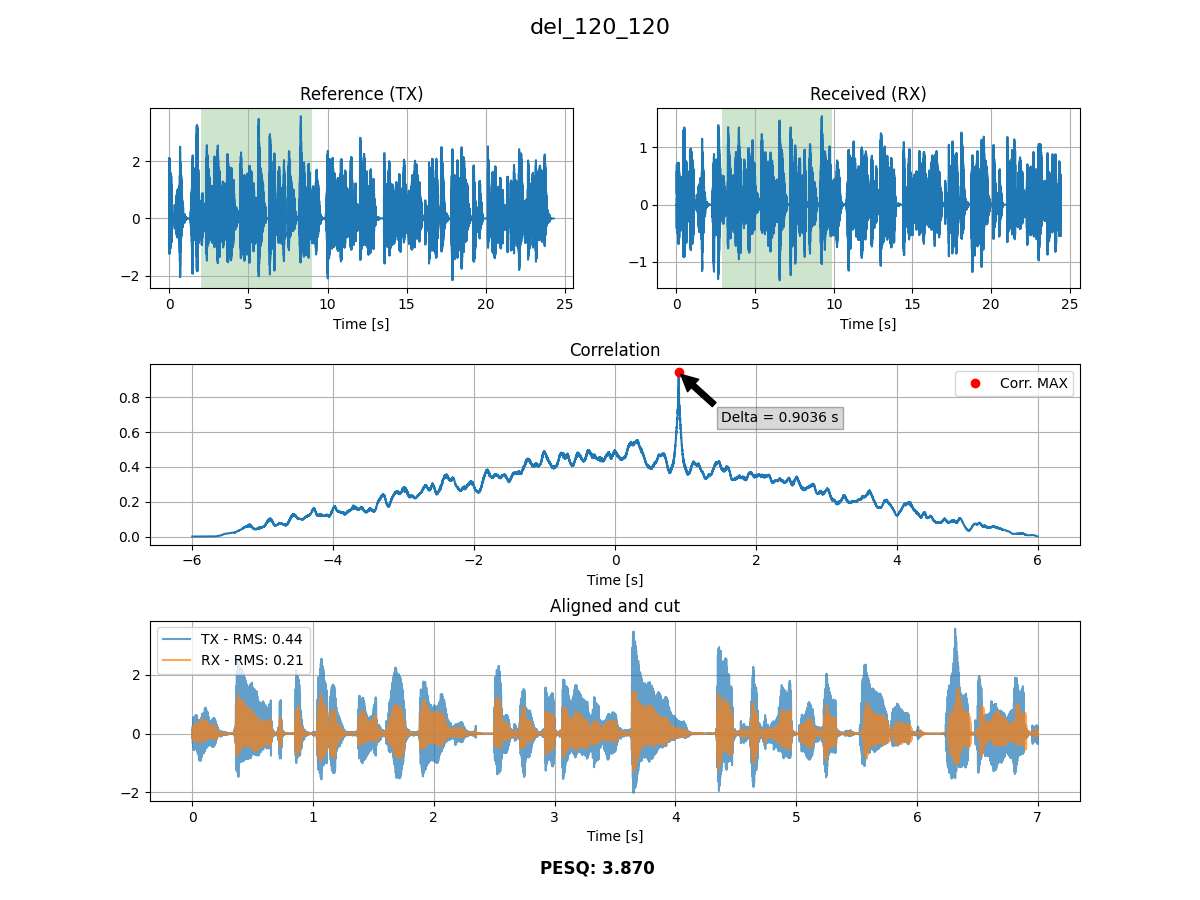 del_120_120
Reference (TX)
Received (RX)
2
0
−2
0 5 10 15 20 25
Time [s]
1
0
−1
0 5 10 15 20 25
Time [s]
Correlation
0.8
0.6
0.4
0.2
0.0
Corr. MAX
Delta = 0.9036 s
−6 −4 −2 0 2 4 6
Time [s]
Aligned and cut
TX - RMS: 0.44
RX - RMS: 0.21
2
0
−2
0 1 2 3 4 5 6 7
Time [s]
PESQ: 3.870